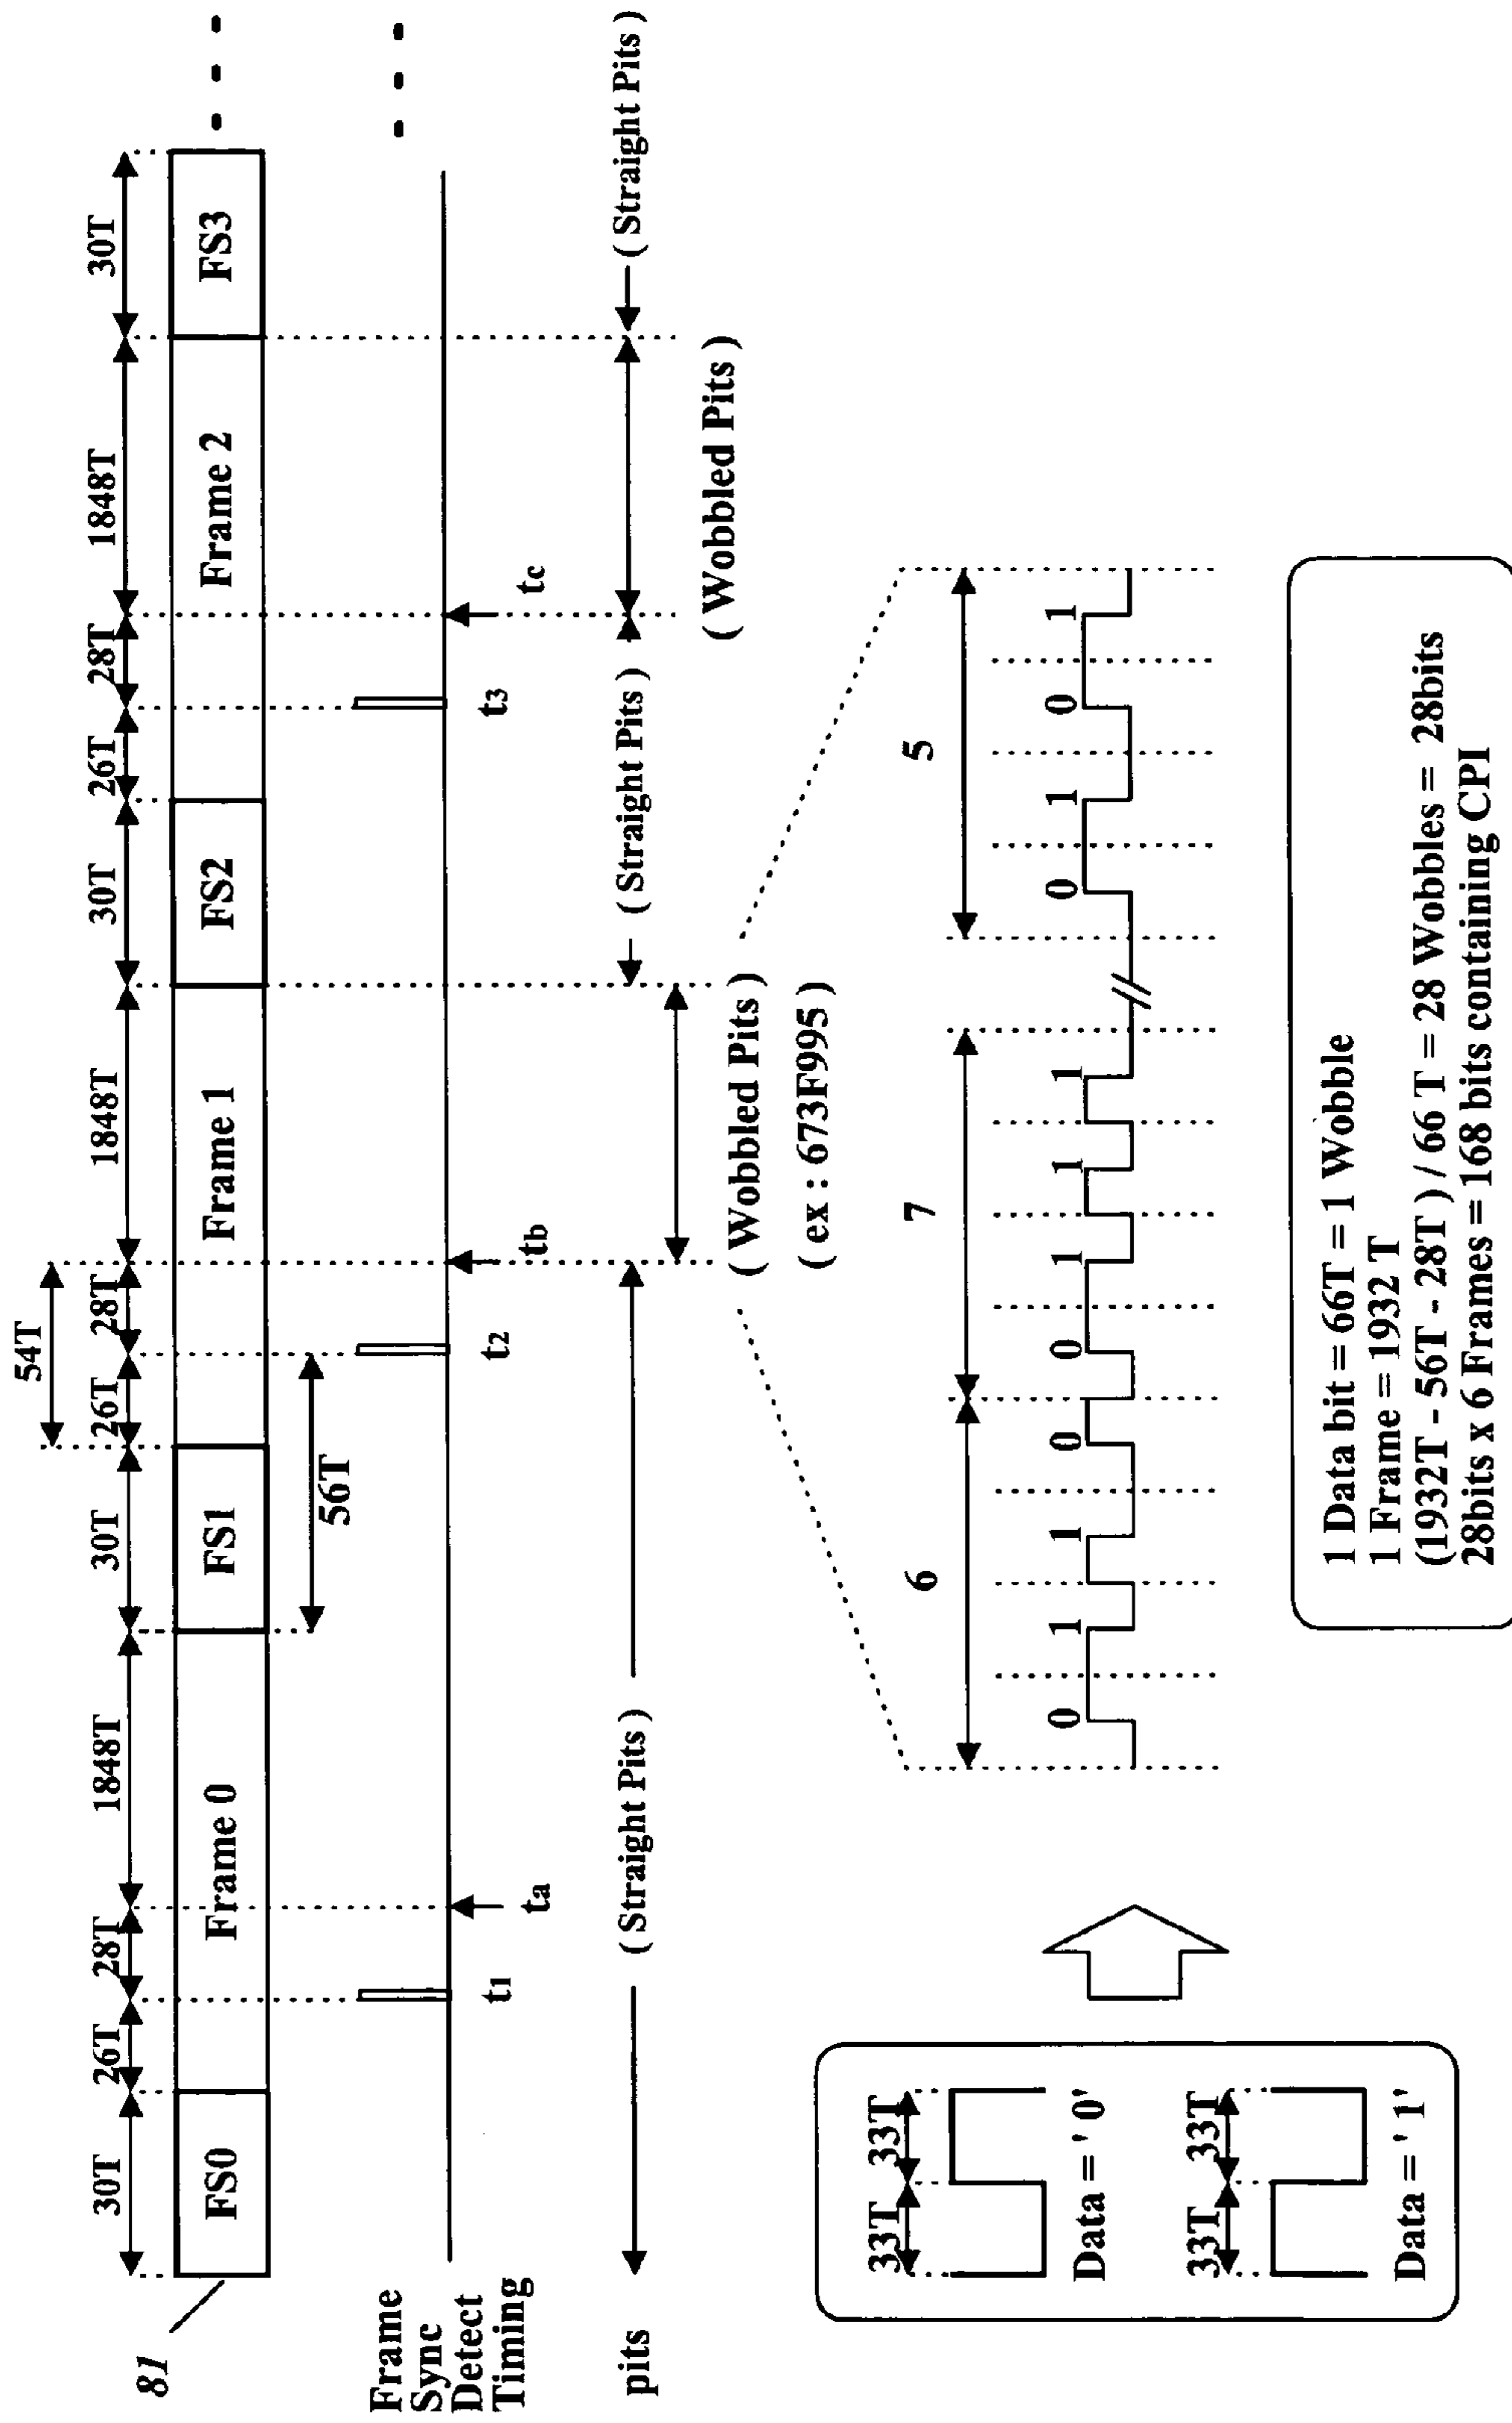 54T
30T 26T 28T 1848T 30T 26T 28T 1848T 30T 26T 28T 1848T 30T
81
FS0 Frame 0 FS1 Frame 1 FS2 Frame 2 FS3
56T
Frame
Sync
Detect
Timing
t1 ta t2 tb t3 tc
pits
( Straight Pits ) ( Straight Pits ) ( Straight Pits )
( Wobbled Pits ) ( Wobbled Pits )
( ex : 673F995 )
33T 33T
Data = ' 0'
33T 33T
Data = ' 1'
6 7 5
0 1 1 0 0 1 1 1 0 1 0 1
1 Data bit = 66T = 1 Wobble
1 Frame = 1932 T
(1932T - 56T - 28T ) / 66 T = 28 Wobbles = 28bits
28bits x 6 Frames = 168 bits containing CPI